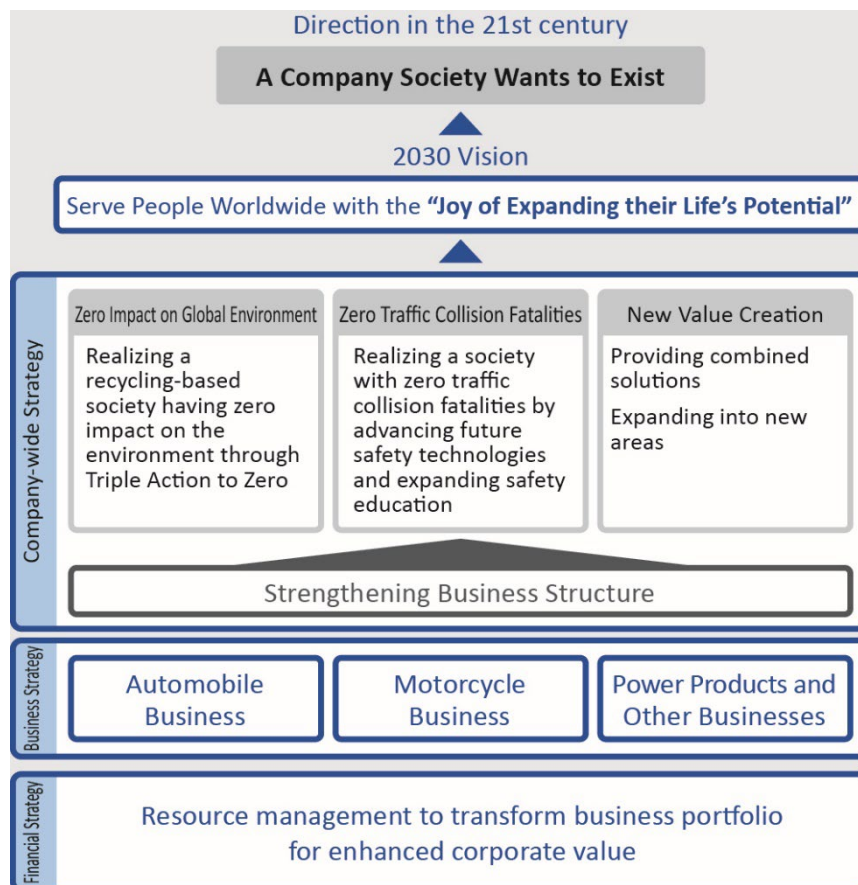 Direction in the 21st century
A Company Society Wants to Exist
2030 Vision
Serve People Worldwide with the “Joy of Expanding their Life’s Potential”
Company-wide Strategy
Zero Impact on Global Environment
Realizing a
recycling-based
society having zero
impact on the
environment through
Triple Action to Zero
Zero Traffic Collision Fatalities
Realizing a society
with zero traffic
collision fatalities by
advancing future
safety technologies
and expanding safety
education
New Value Creation
Providing combined
solutions
Expanding into new
areas
Strengthening Business Structure
Business Strategy
Automobile
Business
Motorcycle
Business
Power Products and
Other Businesses
Financial Strategy
Resource management to transform business portfolio
for enhanced corporate value